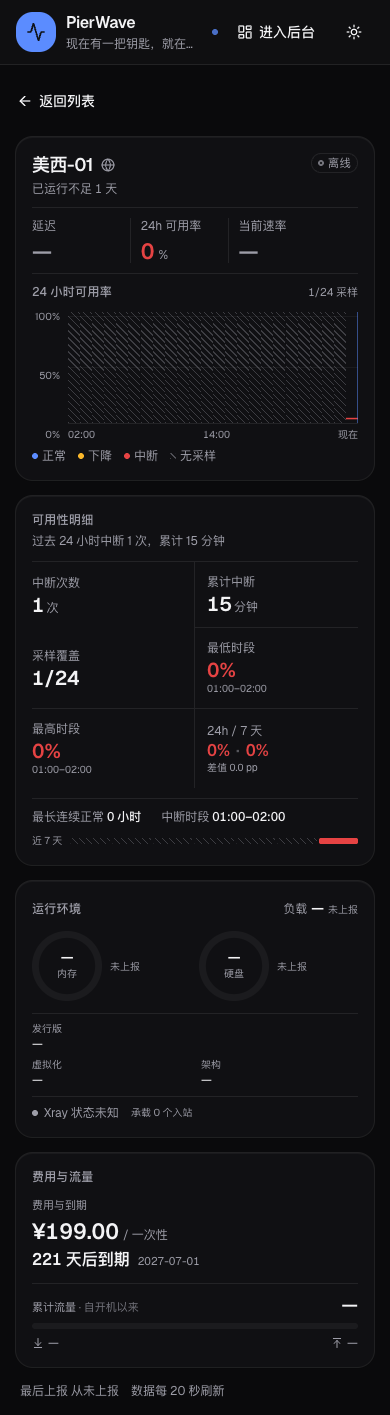 PierWave
现在有一把钥匙，就在…
进入后台
返回列表
美西-01
离线
已运行不足 1 天
延迟 24h 可用率 当前速率
— 0 % —
24 小时可用率 1/24 采样
100%
50%
0% 02:00 14:00 现在
正常 下降 中断 无采样
可用性明细
过去 24 小时中断 1 次，累计 15 分钟
中断次数
1 次
累计中断
15 分钟
采样覆盖
1/24
最低时段
0%
01:00–02:00
最高时段
0%
01:00–02:00
24h / 7 天
0% · 0%
差值 0.0 pp
最长连续正常 0 小时 中断时段 01:00–02:00
近 7 天
运行环境 负载 — 未上报
—
内存
未上报
—
硬盘
未上报
发行版
—
虚拟化 架构
— —
Xray 状态未知 承载 0 个入站
费用与流量
费用与到期
¥199.00 / 一次性
221 天后到期 2027-07-01
累计流量 · 自开机以来 —
— —
最后上报 从未上报 数据每 20 秒刷新